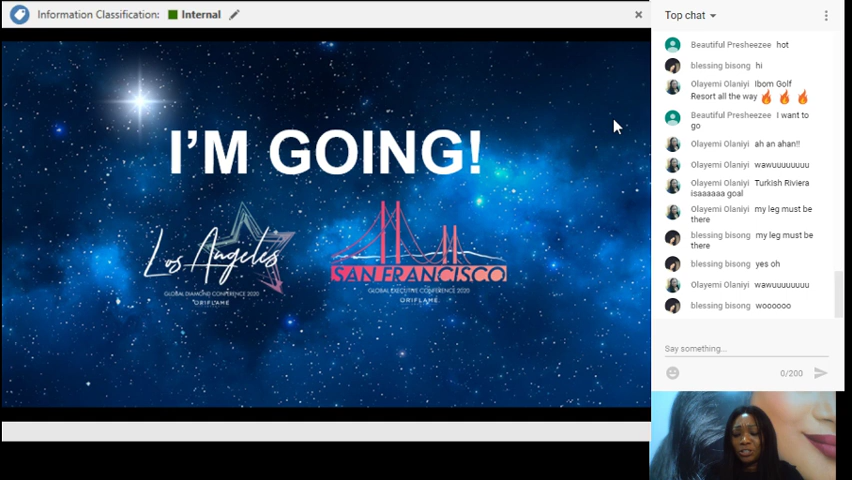 Information Classification: Internal
I'M GOING!
Los Angeles
GLOBAL DIAMOND CONFERENCE 2020
ORIFLAME
SAN FRANCISCO
GLOBAL EXECUTIVE CONFERENCE 2020
ORIFLAME
Top chat
Beautiful Presheezee hot
blessing bisong hi
Olayemi Olaniyi Ibom Golf
Resort all the way 🔥 🔥 🔥
Beautiful Presheezee I want to
go
Olayemi Olaniyi ah an ahan!!
Olayemi Olaniyi wawuuuuuuuu
Olayemi Olaniyi Turkish Riviera
isaaaaaa goal
Olayemi Olaniyi my leg must be
there
blessing bisong my leg must be
there
blessing bisong yes oh
Olayemi Olaniyi wawuuuuuuuu
blessing bisong woooooo
Say something...
0/200